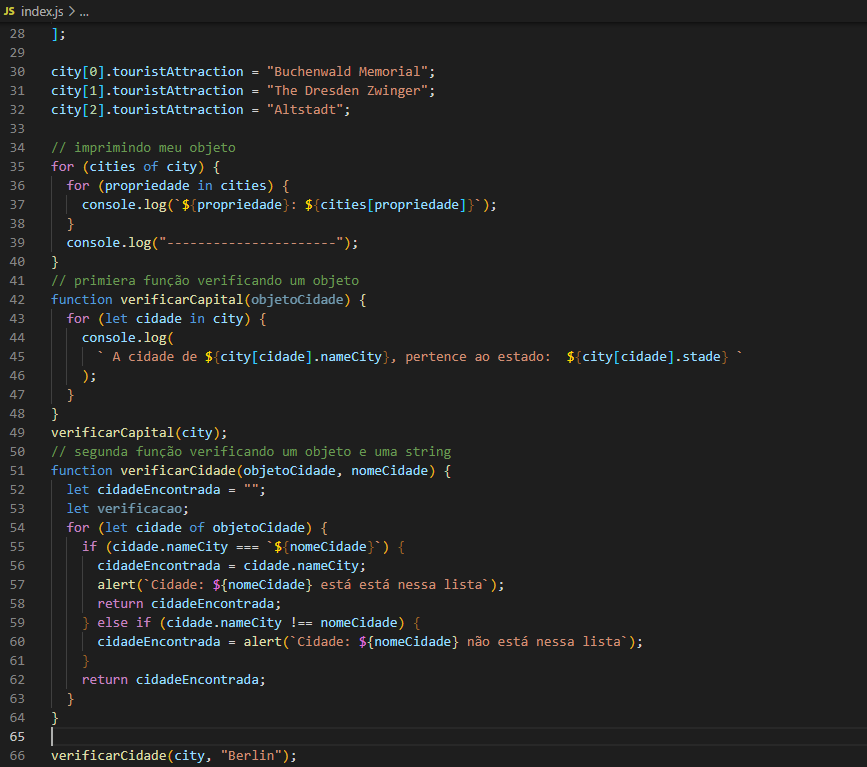 JS index.js > ...
28 ];
29
30 city[0].touristAttraction = "Buchenwald Memorial";
31 city[1].touristAttraction = "The Dresden Zwinger";
32 city[2].touristAttraction = "Altstadt";
33
34 // imprimindo meu objeto
35 for (cities of city) {
36   for (propriedade in cities) {
37     console.log(`${propriedade}: ${cities[propriedade]}`);
38   }
39   console.log("----------------------");
40 }
41 // primiera função verificando um objeto
42 function verificarCapital(objetoCidade) {
43   for (let cidade in city) {
44     console.log(
45       ` A cidade de ${city[cidade].nameCity}, pertence ao estado:  ${city[cidade].stade} `
46     );
47   }
48 }
49 verificarCapital(city);
50 // segunda função verificando um objeto e uma string
51 function verificarCidade(objetoCidade, nomeCidade) {
52   let cidadeEncontrada = "";
53   let verificacao;
54   for (let cidade of objetoCidade) {
55     if (cidade.nameCity === `${nomeCidade}`) {
56       cidadeEncontrada = cidade.nameCity;
57       alert(`Cidade: ${nomeCidade} está está nessa lista`);
58       return cidadeEncontrada;
59     } else if (cidade.nameCity !== nomeCidade) {
60       cidadeEncontrada = alert(`Cidade: ${nomeCidade} não está nessa lista`);
61     }
62     return cidadeEncontrada;
63   }
64 }
65
66 verificarCidade(city, "Berlin");